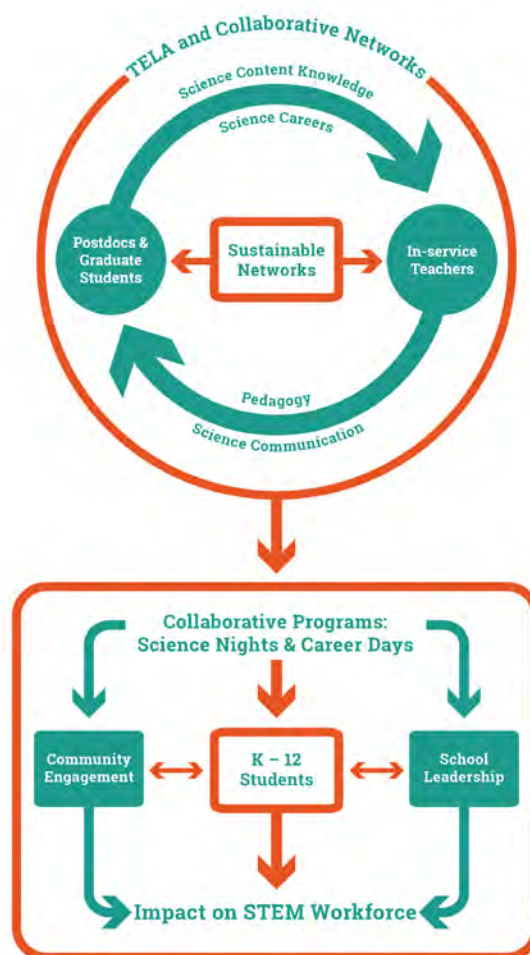 TELA and Collaborative Networks
Science Content Knowledge
Science Careers
Postdocs &
Graduate
Students
Sustainable
Networks
In-service
Teachers
Pedagogy
Science Communication
Collaborative Programs:
Science Nights & Career Days
Community
Engagement
K – 12
Students
School
Leadership
Impact on STEM Workforce